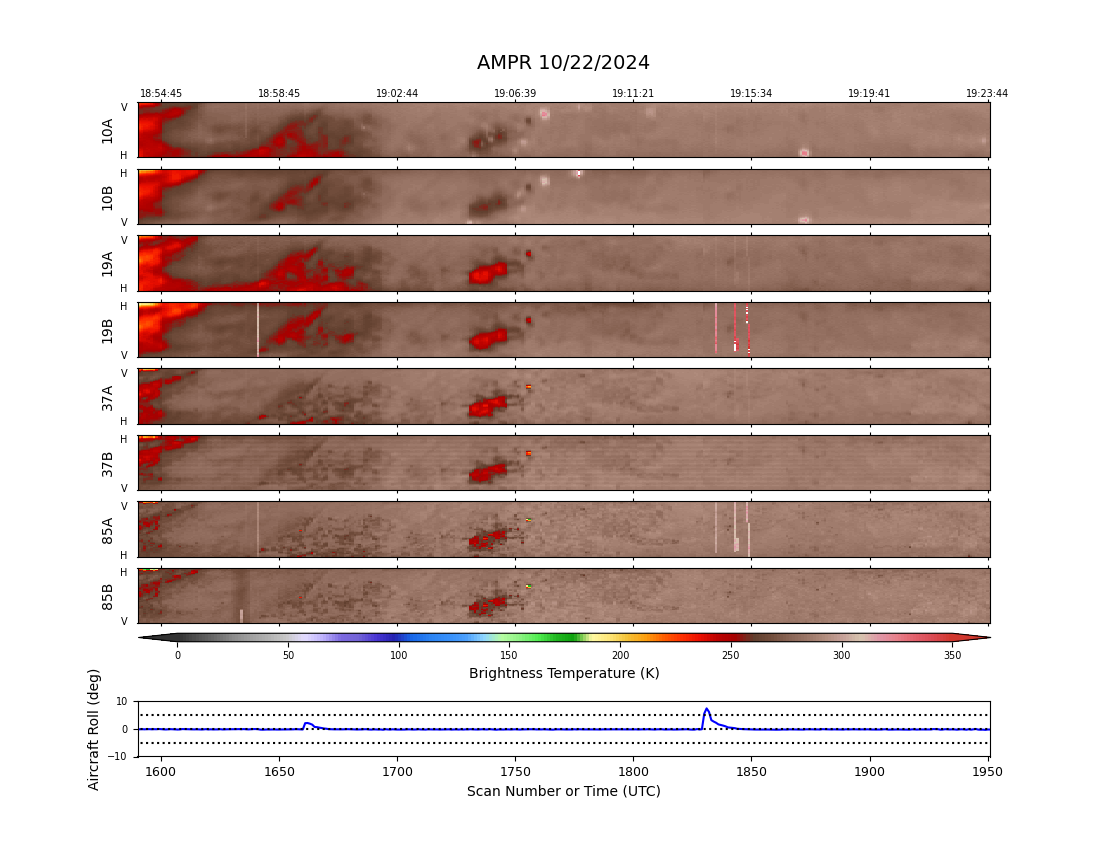 AMPR 10/22/2024
18:54:45 18:58:45 19:02:44 19:06:39 19:11:21 19:15:34 19:19:41 19:23:44
V
10A
H
H
10B
V
V
19A
H
H
19B
V
V
37A
H
H
37B
V
V
85A
H
H
85B
V
0 50 100 150 200 250 300 350
Brightness Temperature (K)
Aircraft Roll (deg)
10
0
−10
1600 1650 1700 1750 1800 1850 1900 1950
Scan Number or Time (UTC)